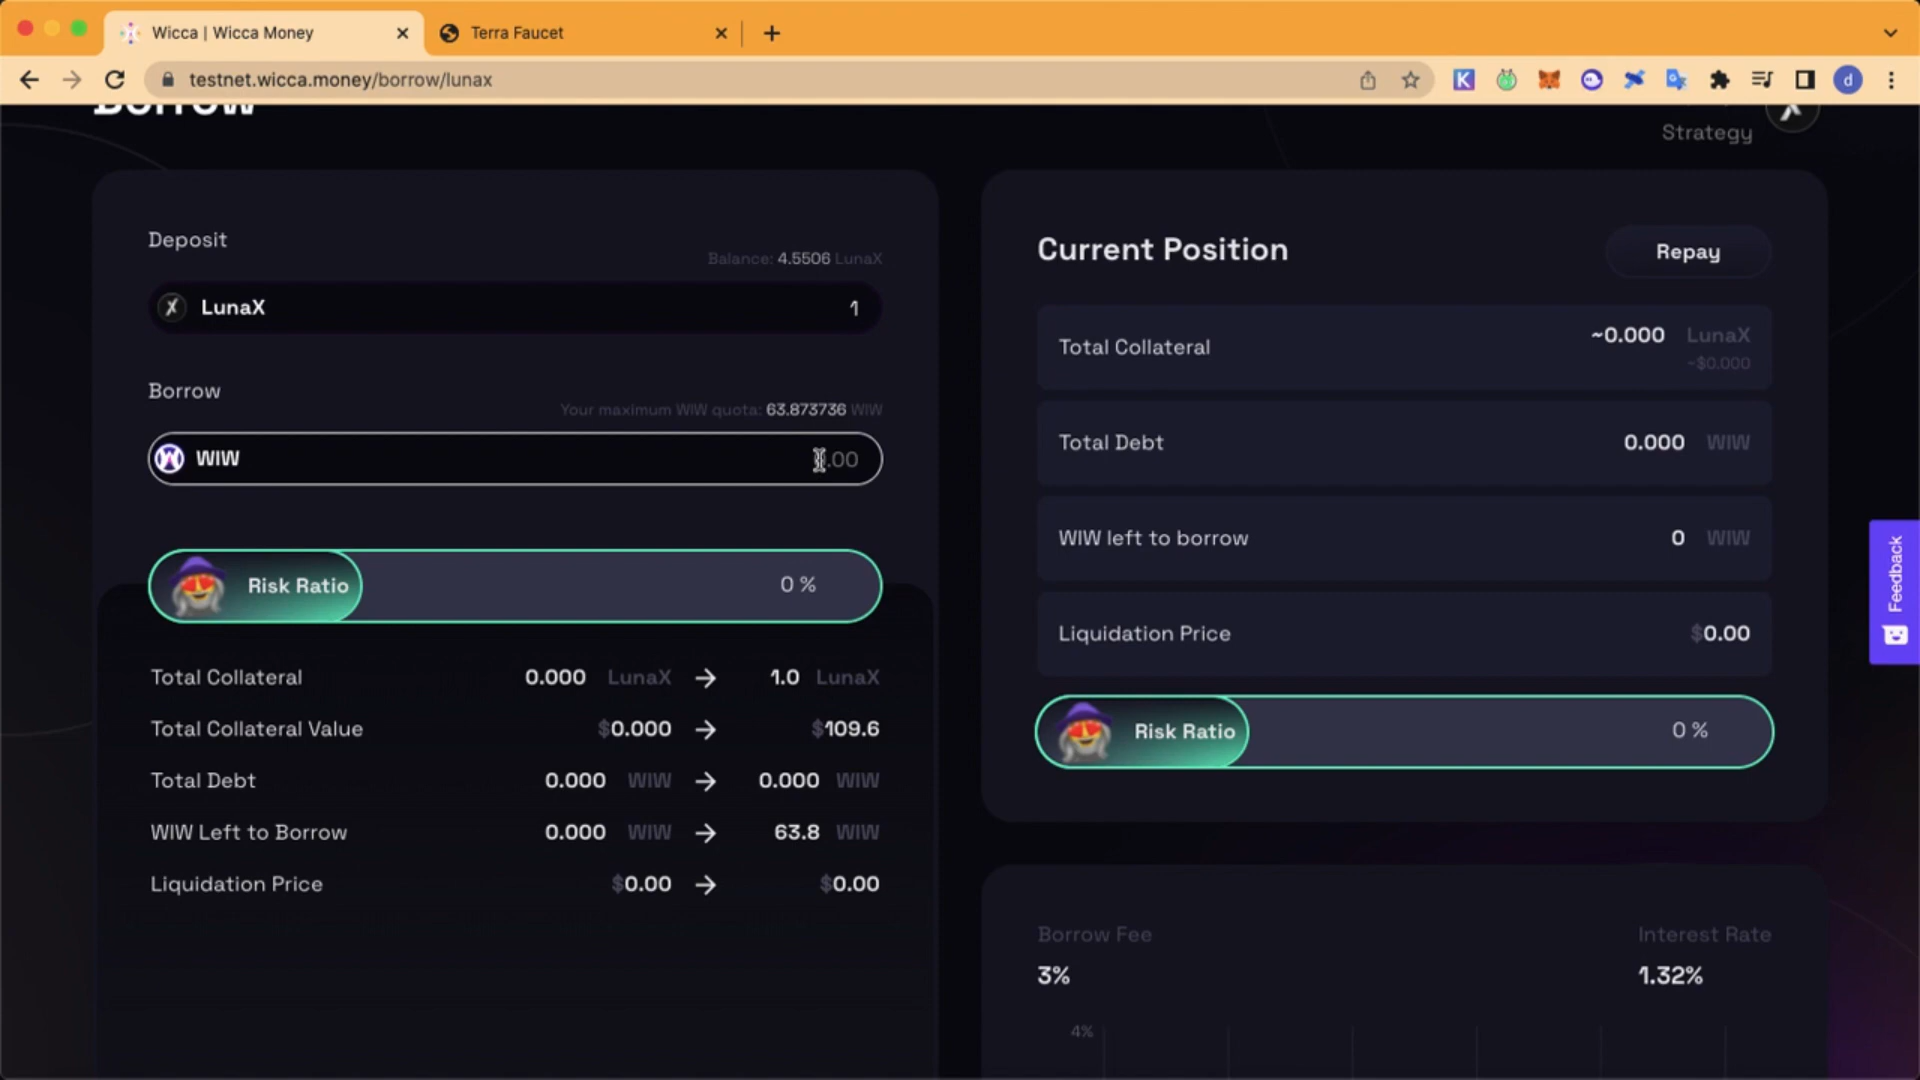 Wicca | Wicca Money
Terra Faucet
testnet.wicca.money/borrow/lunax
Borrow
Strategy
Deposit
Balance: 4.5506 LunaX
LunaX 1
Borrow
Your maximum WIW quota: 63.873736 WIW
WIW .00
Risk Ratio 0 %
Total Collateral 0.000 LunaX → 1.0 LunaX
Total Collateral Value $0.000 → $109.6
Total Debt 0.000 WIW → 0.000 WIW
WIW Left to Borrow 0.000 WIW → 63.8 WIW
Liquidation Price $0.00 → $0.00
Current Position Repay
Total Collateral ~0.000 LunaX
~$0.000
Total Debt 0.000 WIW
WIW left to borrow 0 WIW
Liquidation Price $0.00
Risk Ratio 0 %
Borrow Fee Interest Rate
3% 1.32%
4%
Feedback